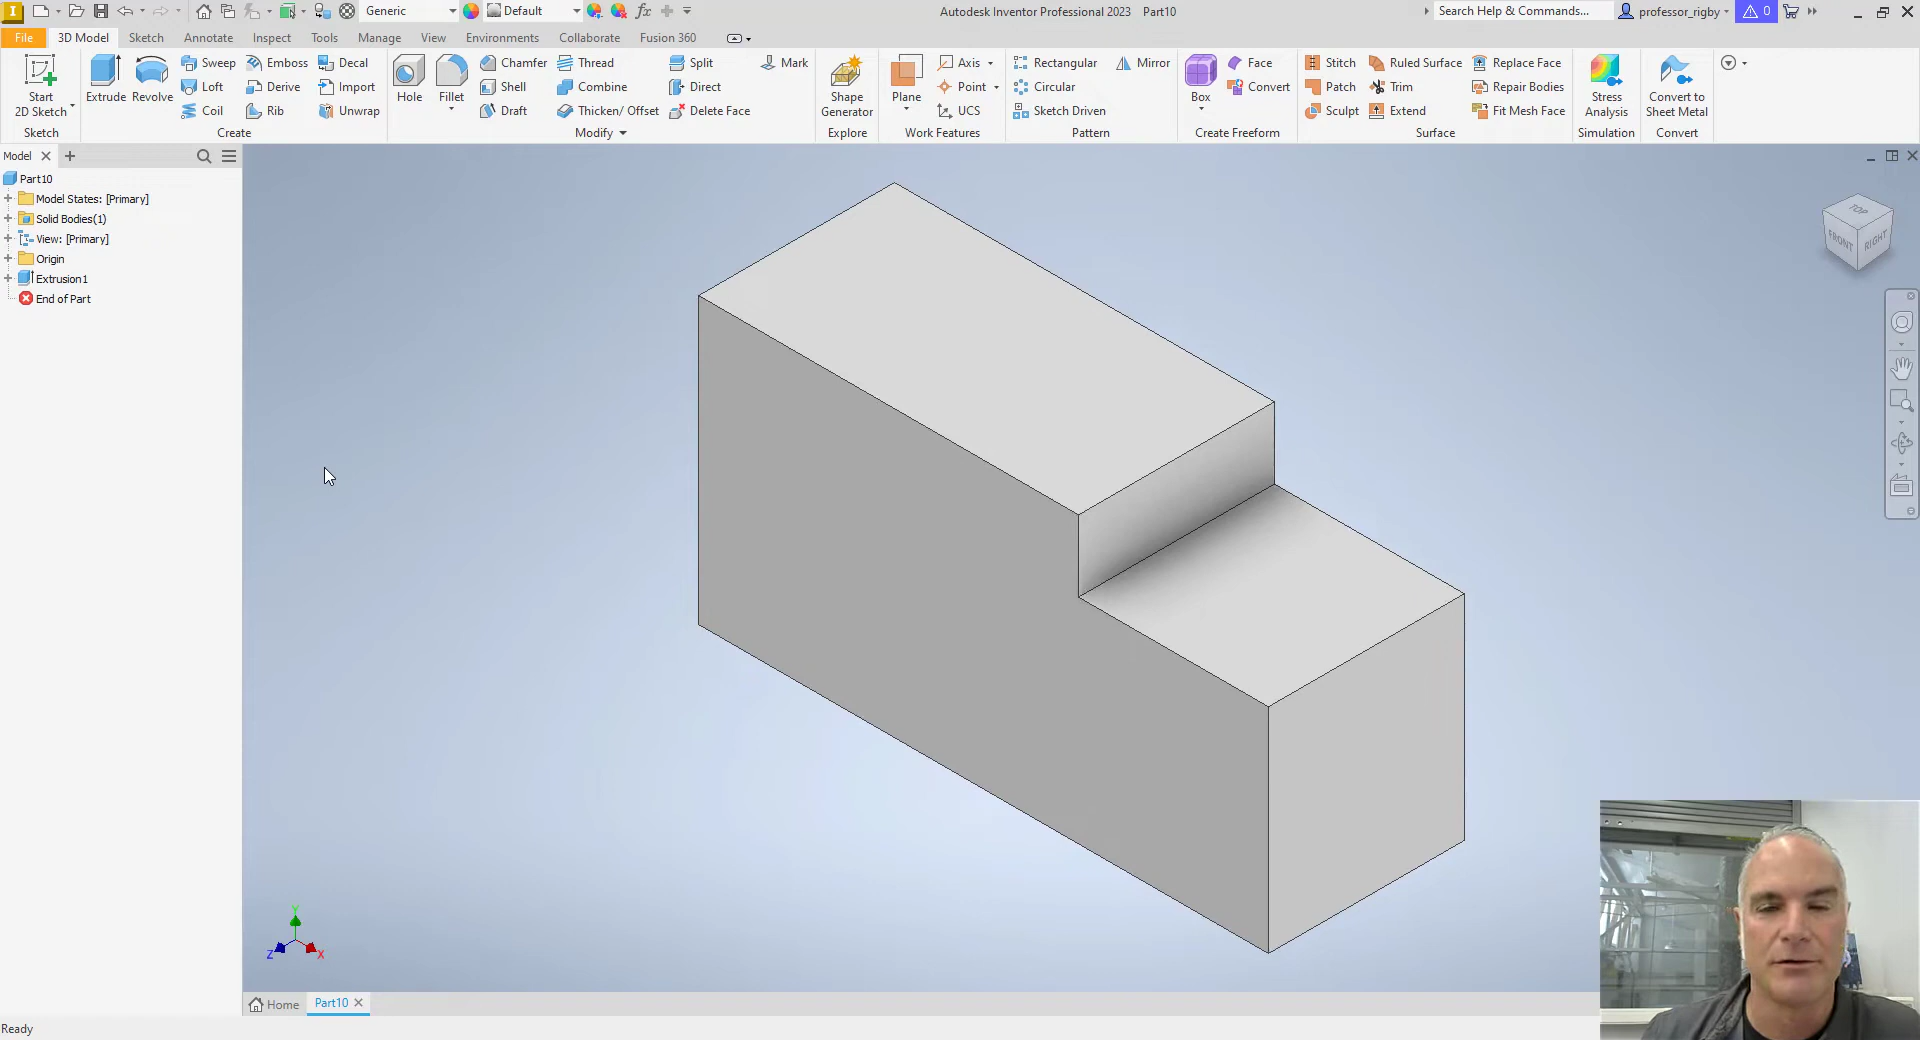 Generic
Default
fx
Autodesk Inventor Professional 2023 Part10
Search Help & Commands...
professor_rigby
0
File
3D Model
Sketch
Annotate
Inspect
Tools
Manage
View
Environments
Collaborate
Fusion 360
Start
2D Sketch
Sketch
Extrude
Revolve
Sweep
Loft
Coil
Emboss
Derive
Rib
Decal
Import
Unwrap
Create
Hole
Fillet
Chamfer
Shell
Draft
Thread
Combine
Thicken/ Offset
Split
Direct
Delete Face
Mark
Modify
Shape
Generator
Explore
Plane
Axis
Point
UCS
Work Features
Rectangular
Circular
Sketch Driven
Mirror
Pattern
Box
Face
Convert
Create Freeform
Stitch
Patch
Sculpt
Ruled Surface
Trim
Extend
Replace Face
Repair Bodies
Fit Mesh Face
Surface
Stress
Analysis
Simulation
Convert to
Sheet Metal
Convert
Model
Part10
Model States: [Primary]
Solid Bodies(1)
View: [Primary]
Origin
Extrusion1
End of Part
TOP
FRONT
RIGHT
Y
Z
X
Home
Part10
Ready